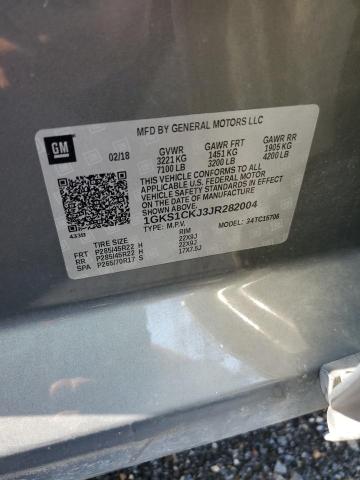 GM
MFD BY GENERAL MOTORS LLC
02/18 GVWR GAWR FRT GAWR RR
3221 KG 1451 KG 1905 KG
7100 LB 3200 LB 4200 LB
THIS VEHICLE CONFORMS TO ALL APPLICABLE
U.S. FEDERAL MOTOR VEHICLE SAFETY AND
THEFT PREVENTION STANDARDS IN EFFECT
ON THE DATE OF MANUFACTURE
SHOWN ABOVE.
1GKS1CKJ3JR282004
TYPE: M.P.V. MODEL:
TIRE SIZE RIM
FRT P285/45R22 H 22X9J
RR P285/45R22 H 22X9J
SPA P265/70R17 S 17X7.5J